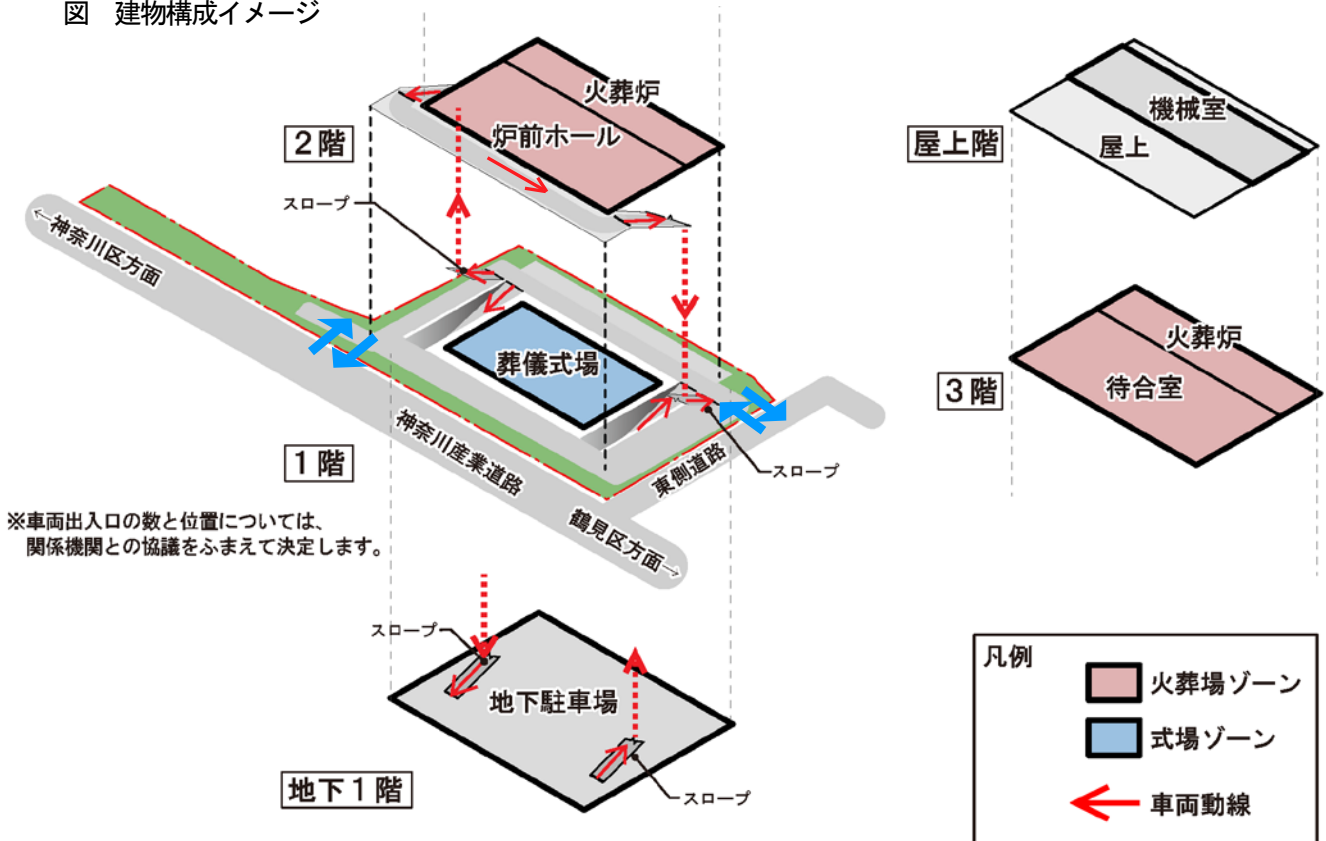 図　建物構成イメージ
火葬炉
炉前ホール
2階
スロープ
←神奈川区方面
葬儀式場
神奈川産業道路
1階
東側道路
スロープ
鶴見区方面→
※車両出入口の数と位置については、
関係機関との協議をふまえて決定します。
スロープ
地下駐車場
スロープ
地下1階
機械室
屋上
屋上階
火葬炉
待合室
3階
凡例
火葬場ゾーン
式場ゾーン
車両動線